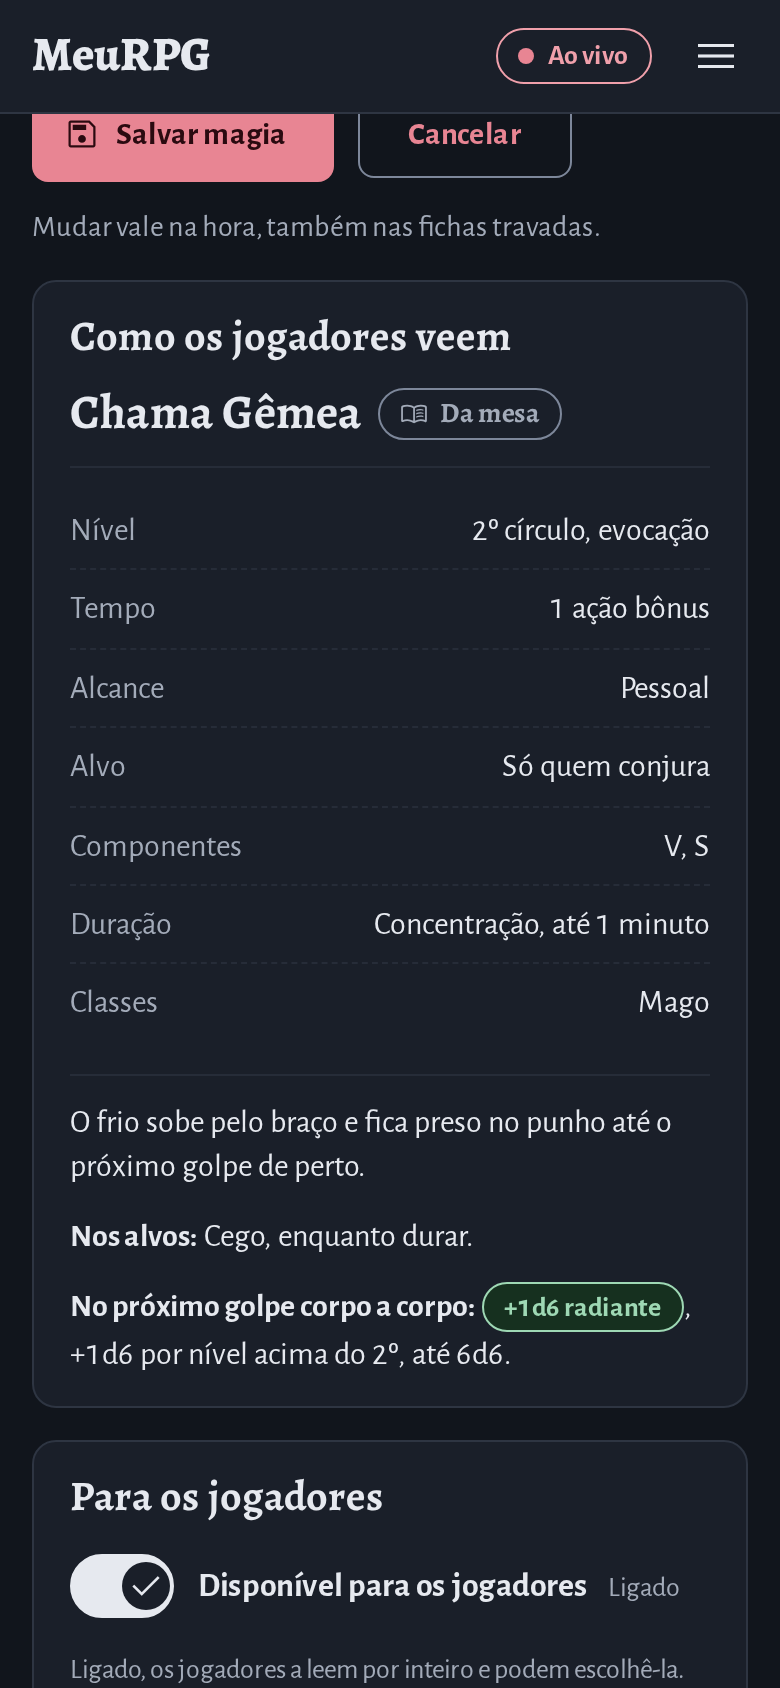 MeuRPG
Ao vivo
Salvar magia
Cancelar
Mudar vale na hora, também nas fichas travadas.
Como os jogadores veem
Chama Gêmea
Da mesa
Nível
2º círculo, evocação
Tempo
1 ação bônus
Alcance
Pessoal
Alvo
Só quem conjura
Componentes
V, S
Duração
Concentração, até 1 minuto
Classes
Mago
O frio sobe pelo braço e fica preso no punho até o
próximo golpe de perto.
Nos alvos: Cego, enquanto durar.
No próximo golpe corpo a corpo: +1d6 radiante,
+1d6 por nível acima do 2º, até 6d6.
Para os jogadores
Disponível para os jogadores
Ligado
Ligado, os jogadores a leem por inteiro e podem escolhê-la.